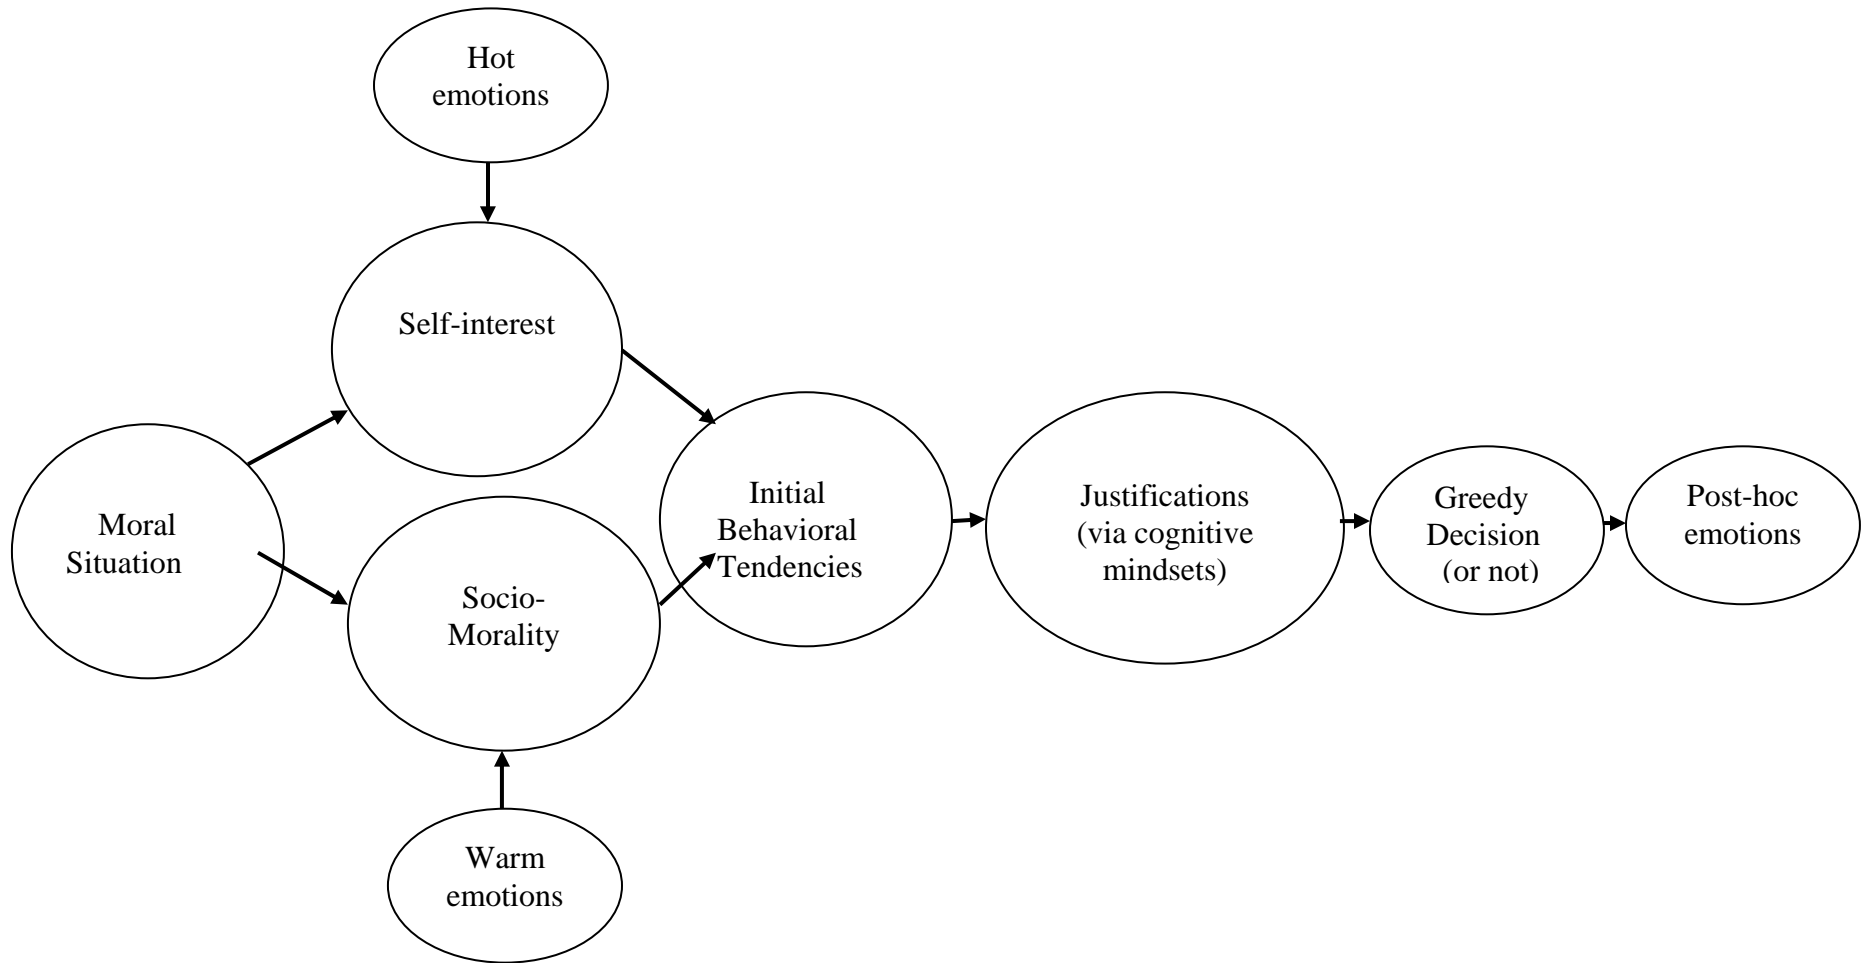 Hot
emotions
Self-interest
Moral
Situation
Socio-
Morality
Warm
emotions
Initial
Behavioral
Tendencies
Justifications
(via cognitive
mindsets)
Greedy
Decision
(or not)
Post-hoc
emotions